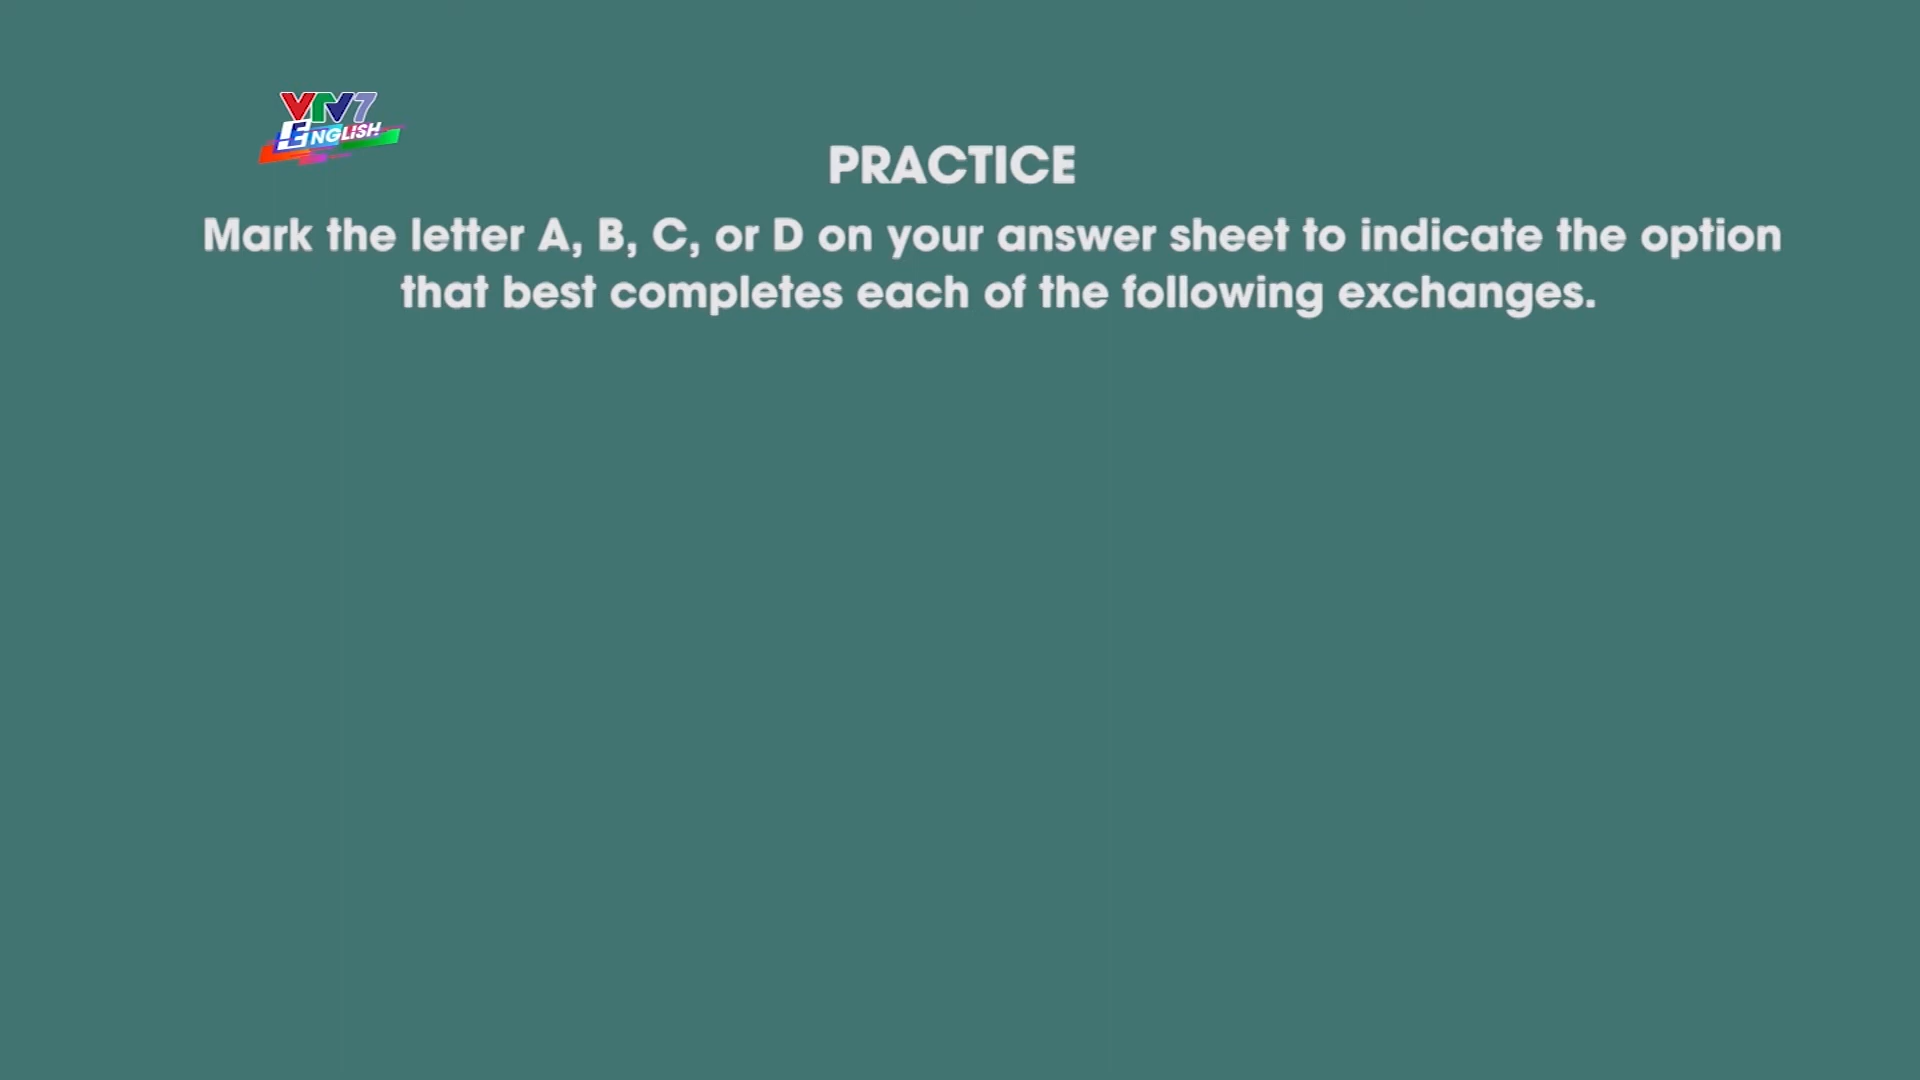 VTV7
ENGLISH
PRACTICE
Mark the letter A, B, C, or D on your answer sheet to indicate the option
that best completes each of the following exchanges.